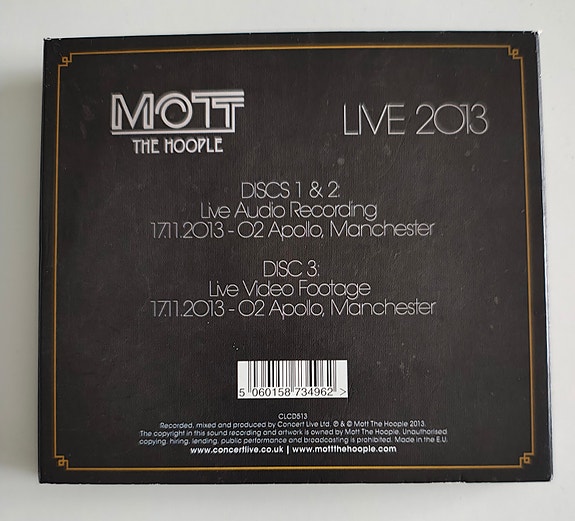 MOTT
THE HOOPLE
LIVE 2013
DISCS 1 & 2:
Live Audio Recording
17.11.2013 - O2 Apollo, Manchester
DISC 3:
Live Video Footage
17.11.2013 - O2 Apollo, Manchester
5 060158 734962 >
CLCD513
Recorded, mixed and produced by Concert Live Ltd. ℗ & © Mott The Hoople 2013.
The copyright in this sound recording and artwork is owned by Mott The Hoople. Unauthorised
copying, hiring, lending, public performance and broadcasting is prohibited. Made in the E.U.
www.concertlive.co.uk | www.mottthehoople.com